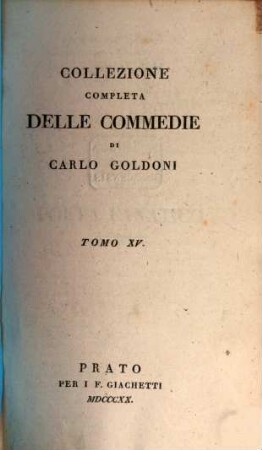 COLLEZIONE
COMPLETA
DELLE COMMEDIE
DI
CARLO GOLDONI
TOMO XV.
PRATO
PER I F. GIACHETTI
MDCCCXX.